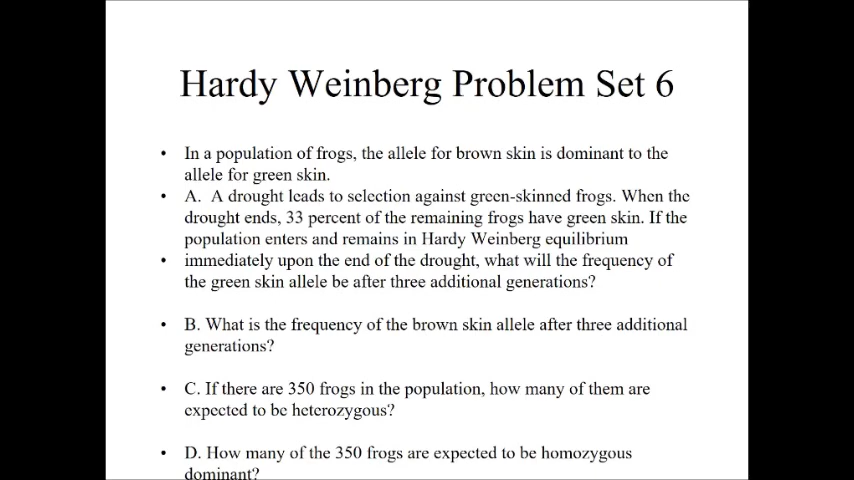 Hardy Weinberg Problem Set 6
• In a population of frogs, the allele for brown skin is dominant to the
allele for green skin.
• A. A drought leads to selection against green-skinned frogs. When the
drought ends, 33 percent of the remaining frogs have green skin. If the
population enters and remains in Hardy Weinberg equilibrium
• immediately upon the end of the drought, what will the frequency of
the green skin allele be after three additional generations?
• B. What is the frequency of the brown skin allele after three additional
generations?
• C. If there are 350 frogs in the population, how many of them are
expected to be heterozygous?
• D. How many of the 350 frogs are expected to be homozygous
dominant?